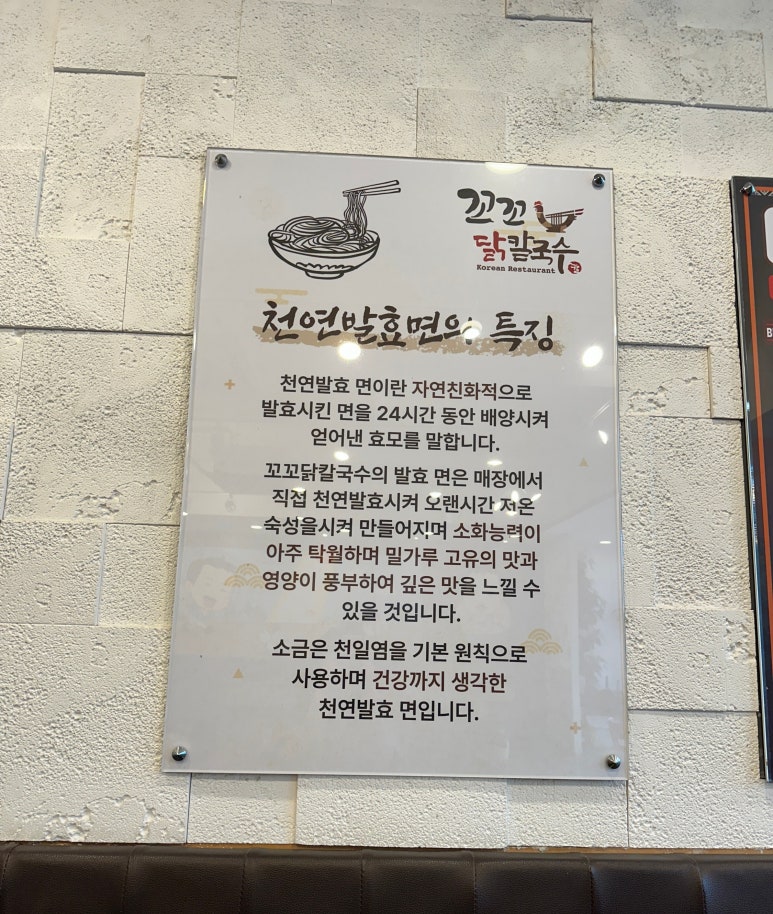 꼬꼬
닭칼국수
Korean Restaurant
천연발효면의 특징
천연발효 면이란 자연친화적으로
발효시킨 면을 24시간 동안 배양시켜
얻어낸 효모를 말합니다.
꼬꼬닭칼국수의 발효 면은 매장에서
직접 천연발효시켜 오랜시간 저온
숙성을시켜 만들어지며 소화능력이
아주 탁월하며 밀가루 고유의 맛과
영양이 풍부하여 깊은 맛을 느낄 수
있을 것입니다.
소금은 천일염을 기본 원칙으로
사용하며 건강까지 생각한
천연발효 면입니다.